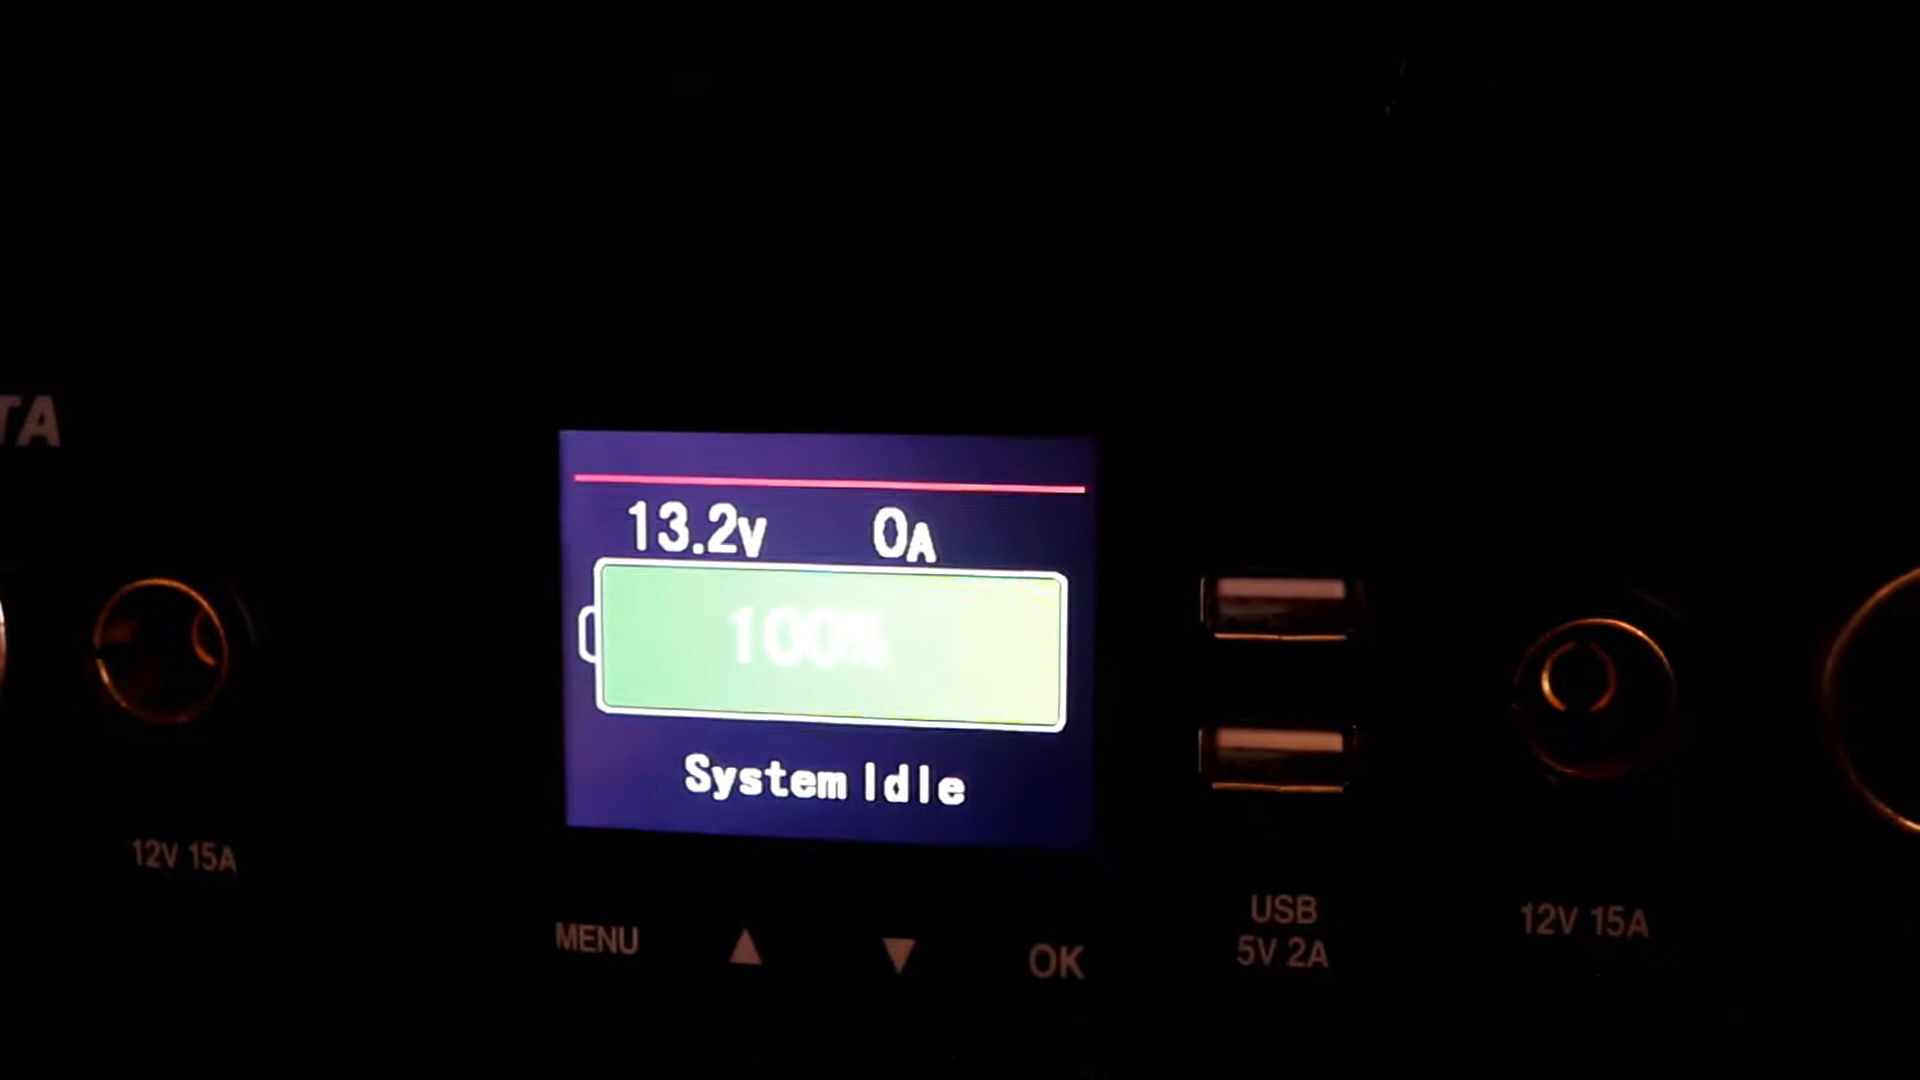 TA
13.2V 0A
100%
System Idle
12V 15A
MENU ▲ ▼ OK
USB
5V 2A
12V 15A